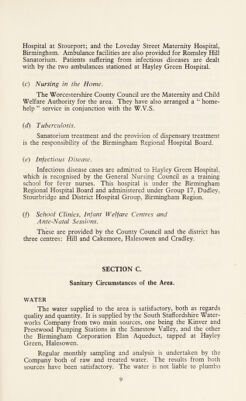 Hospital at Stourport; and the Loveday Street Maternity Hospital,
Birmingham. Ambulance facilities are also provided for Romsley Hill
Sanatorium. Patients suffering from infectious diseases are dealt
with by the two ambulances stationed at Hayley Green Hospital.
(c) Nursing in the Home.
The Worcestershire County Council are the Maternity and Child
Welfare Authority for the area. They have also arranged a " home-
help " service in conjunction with the W.V.S.
(d) Tuberculosis.
Sanatorium treatment and the provision of dispensary treatment
is the responsibility of the Birmingham Regional Hospital Board.
(e) Infectious Disease.
Infectious disease cases are admitted to Hayley Green Hospital,
which is recognised by the General Nursing Council as a training
school for fever nurses. This hospital is under the Birmingham
Regional Hospital Board and administered under Group 17, Dudley,
Stourbridge and District Hospital Group, Birmingham Region.
(f) School Clinics, Infant Welfare Centres and
Ante-Natal Sessions.
These are provided by the County Council and the district has
three centres: Hill and Cakemore, Halesowen and Cradley.
SECTION C.
Sanitary Circumstances of the Area.
WATER
The water supplied to the area is satisfactory, both as regards
quality and quantity. It is supplied by the South Staffordshire Water-
works Company from two main sources, one being the Kinver and
Prestwood Pumping Stations in the Smestow Valley, and the other
the Birmingham Corporation Elan Aqueduct, tapped at Hayley
Green, Halesowen.
Regular monthly sampling and analysis is undertaken by the
Company both of raw and treated water. The results from both
sources have been satisfactory. The water is not liable to plumbo
9